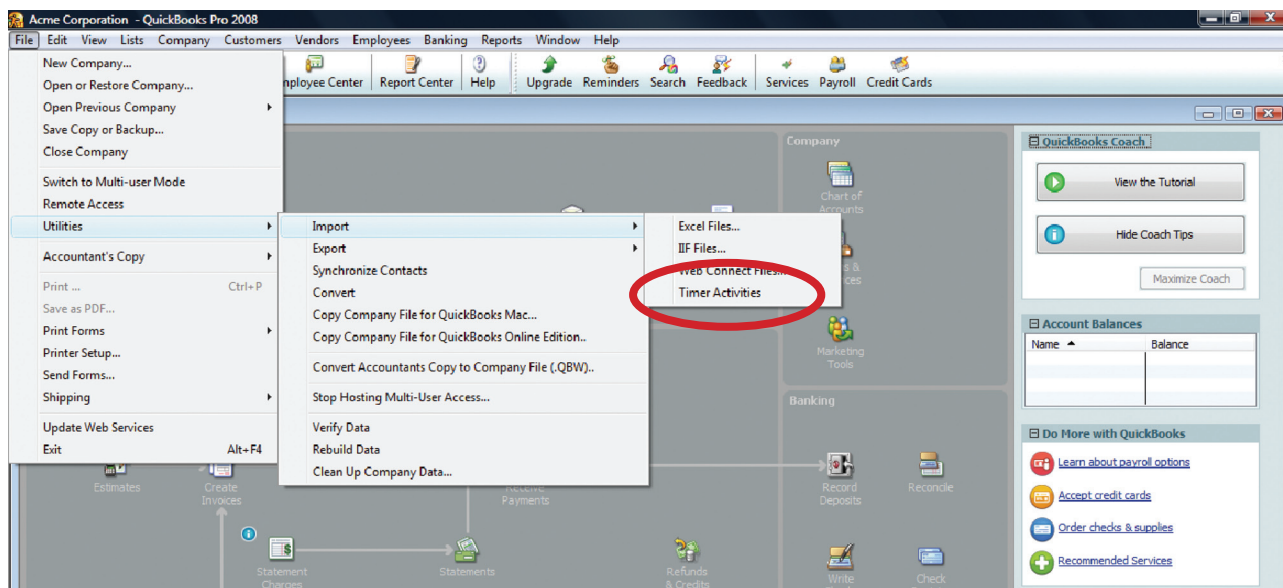 Acme Corporation - QuickBooks Pro 2008
File Edit View Lists Company Customers Vendors Employees Banking Reports Window Help
Employee Center Report Center Help Upgrade Reminders Search Feedback Services Payroll Credit Cards
New Company...
Open or Restore Company...
Open Previous Company
Save Copy or Backup...
Close Company
Switch to Multi-user Mode
Remote Access
Utilities
Accountant's Copy
Print ... Ctrl+P
Save as PDF...
Print Forms
Printer Setup...
Send Forms...
Shipping
Update Web Services
Exit Alt+F4
Import
Export
Synchronize Contacts
Convert
Copy Company File for QuickBooks Mac...
Copy Company File for QuickBooks Online Edition..
Convert Accountants Copy to Company File (.QBW)..
Stop Hosting Multi-User Access...
Verify Data
Rebuild Data
Clean Up Company Data...
Excel Files...
IIF Files...
Web Connect Files...
Timer Activities
Company
Chart of
Accounts
Marketing
Tools
Banking
Record
Deposits
Reconcile
Write
Check
Estimates
Create
Invoices
Receive
Payments
Statement
Charges
Statements
Refunds
& Credits
QuickBooks Coach
View the Tutorial
Hide Coach Tips
Maximize Coach
Account Balances
Name Balance
Do More with QuickBooks
Learn about payroll options
Accept credit cards
Order checks & supplies
Recommended Services